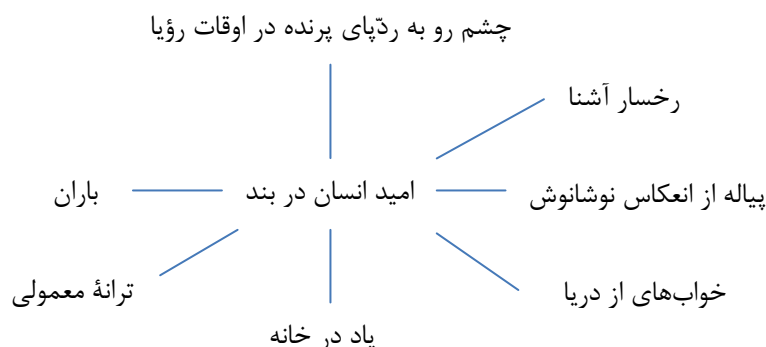 چشم رو به ردّپای پرنده در اوقات رؤیا
رخسار آشنا
پیاله از انعکاس نوشانوش
امید انسان در بند
باران
خواب‌های از دریا
ترانۀ معمولی
یاد در خانه